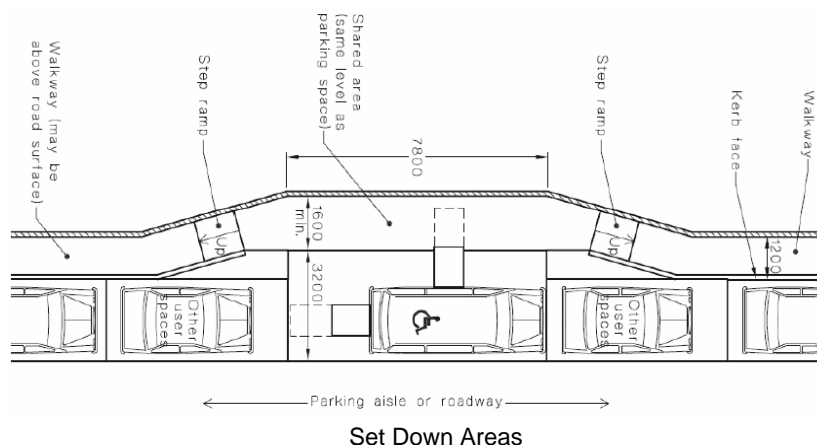 Walkway (may be
above road surface)
Step ramp
Shared area
(same level as
parking space)
7800
Step ramp
Kerb face
Walkway
1600
min.
Up
Up
1200
3200
Other
user
spaces
Other
user
spaces
Parking aisle or roadway
Set Down Areas